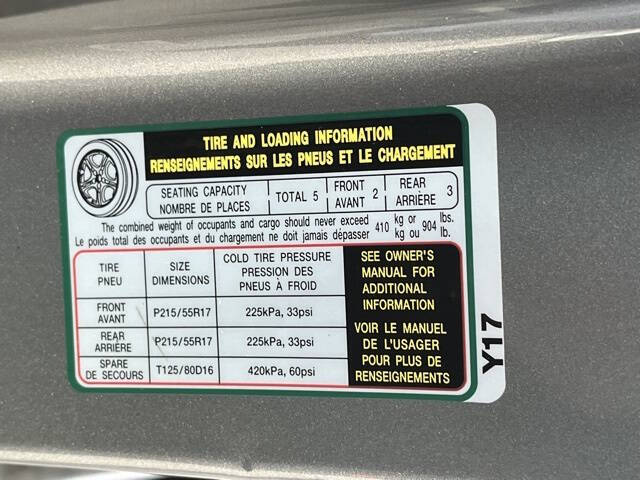 TIRE AND LOADING INFORMATION
RENSEIGNEMENTS SUR LES PNEUS ET LE CHARGEMENT
SEATING CAPACITY
NOMBRE DE PLACES
TOTAL 5
FRONT
AVANT 2
REAR
ARRIÈRE 3
The combined weight of occupants and cargo should never exceed 410 kg or 904 lbs.
Le poids total des occupants et du chargement ne doit jamais dépasser kg ou lb.
TIRE
PNEU
SIZE
DIMENSIONS
COLD TIRE PRESSURE
PRESSION DES
PNEUS À FROID
FRONT
AVANT
P215/55R17
225kPa, 33psi
REAR
ARRIÈRE
P215/55R17
225kPa, 33psi
SPARE
DE SECOURS
T125/80D16
420kPa, 60psi
SEE OWNER'S
MANUAL FOR
ADDITIONAL
INFORMATION
VOIR LE MANUEL
DE L'USAGER
POUR PLUS DE
RENSEIGNEMENTS
Y17